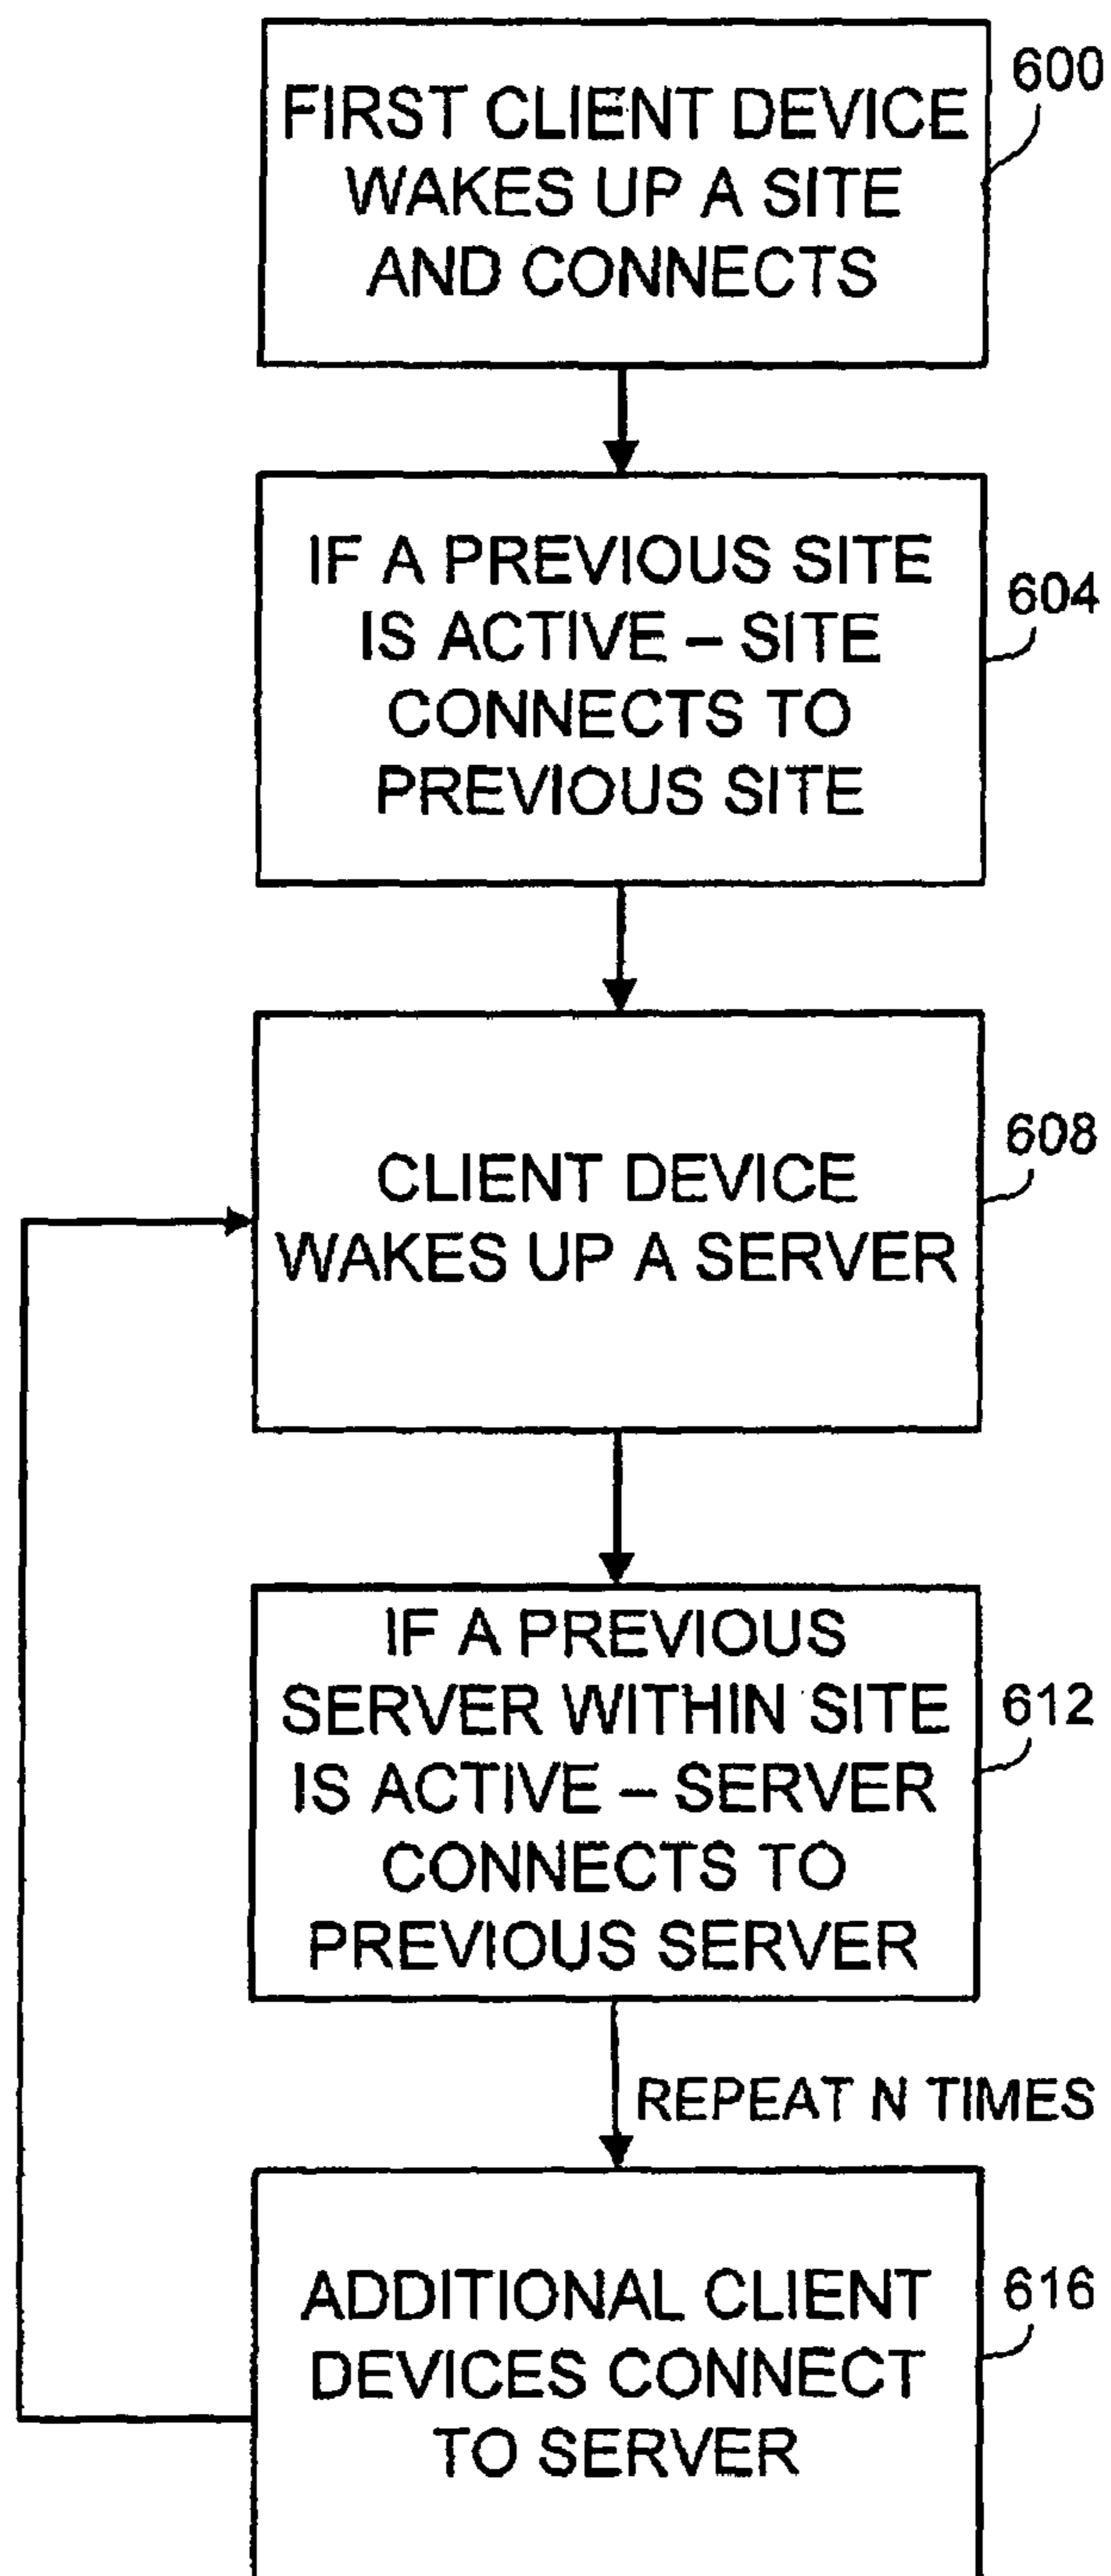 FIRST CLIENT DEVICE
WAKES UP A SITE
AND CONNECTS
600
IF A PREVIOUS SITE
IS ACTIVE – SITE
CONNECTS TO
PREVIOUS SITE
604
CLIENT DEVICE
WAKES UP A SERVER
608
IF A PREVIOUS
SERVER WITHIN SITE
IS ACTIVE – SERVER
CONNECTS TO
PREVIOUS SERVER
612
REPEAT N TIMES
ADDITIONAL CLIENT
DEVICES CONNECT
TO SERVER
616